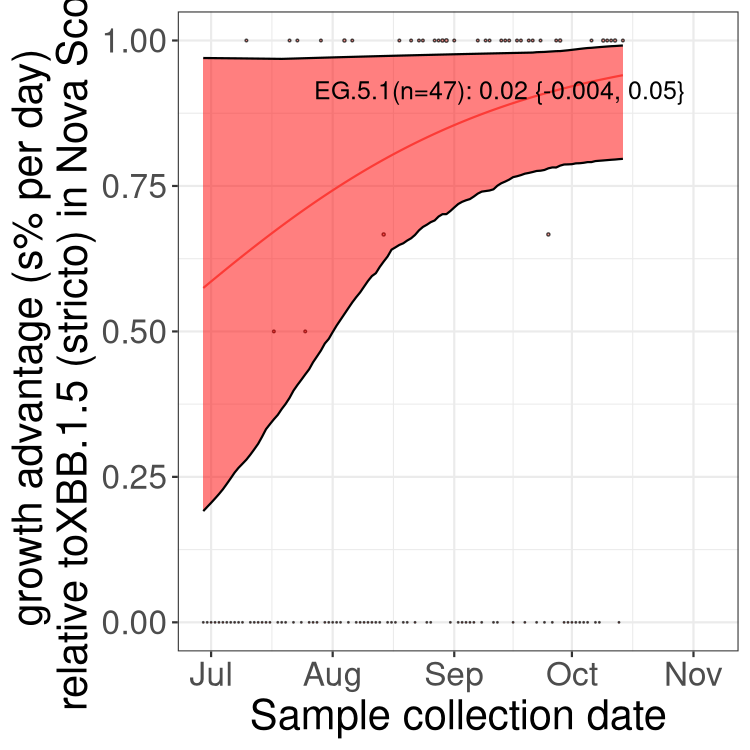 growth advantage (s% per day)
relative toXBB.1.5 (stricto) in Nova Sco
1.00
0.75
0.50
0.25
0.00
EG.5.1(n=47): 0.02 {-0.004, 0.05}
Jul Aug Sep Oct Nov
Sample collection date